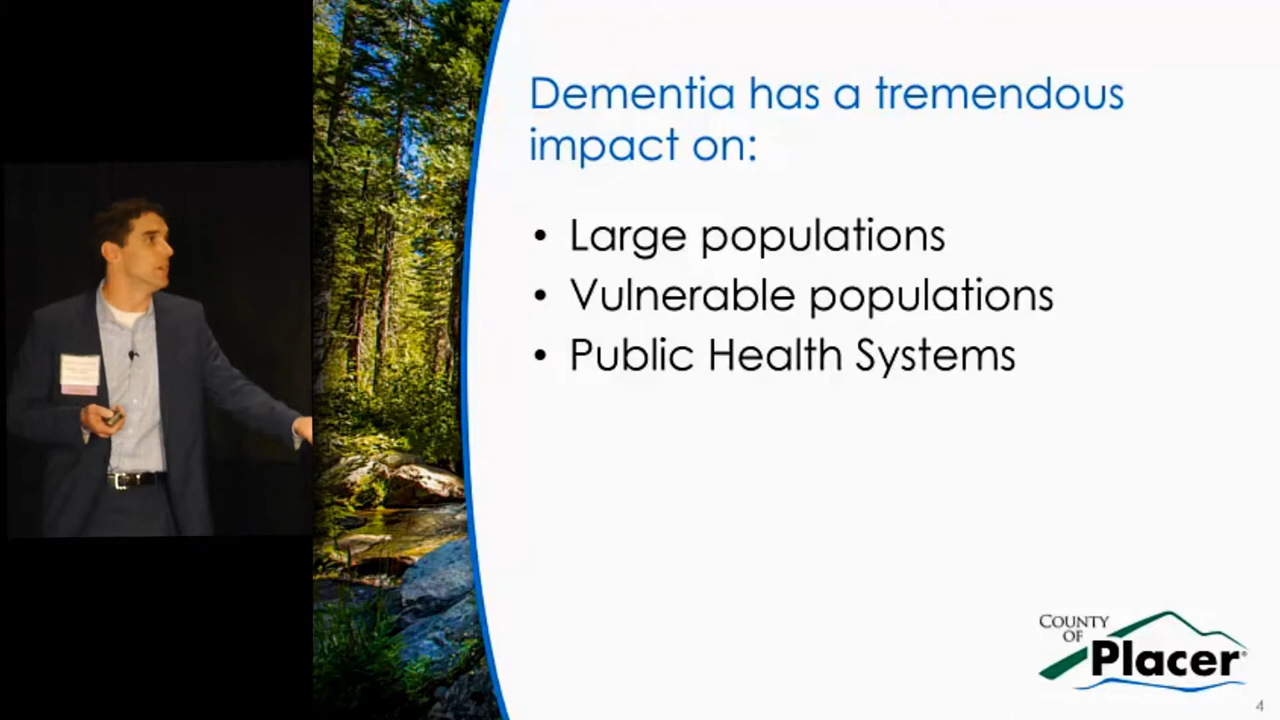 Dementia has a tremendous
impact on:
• Large populations
• Vulnerable populations
• Public Health Systems
COUNTY
OF
Placer®
4